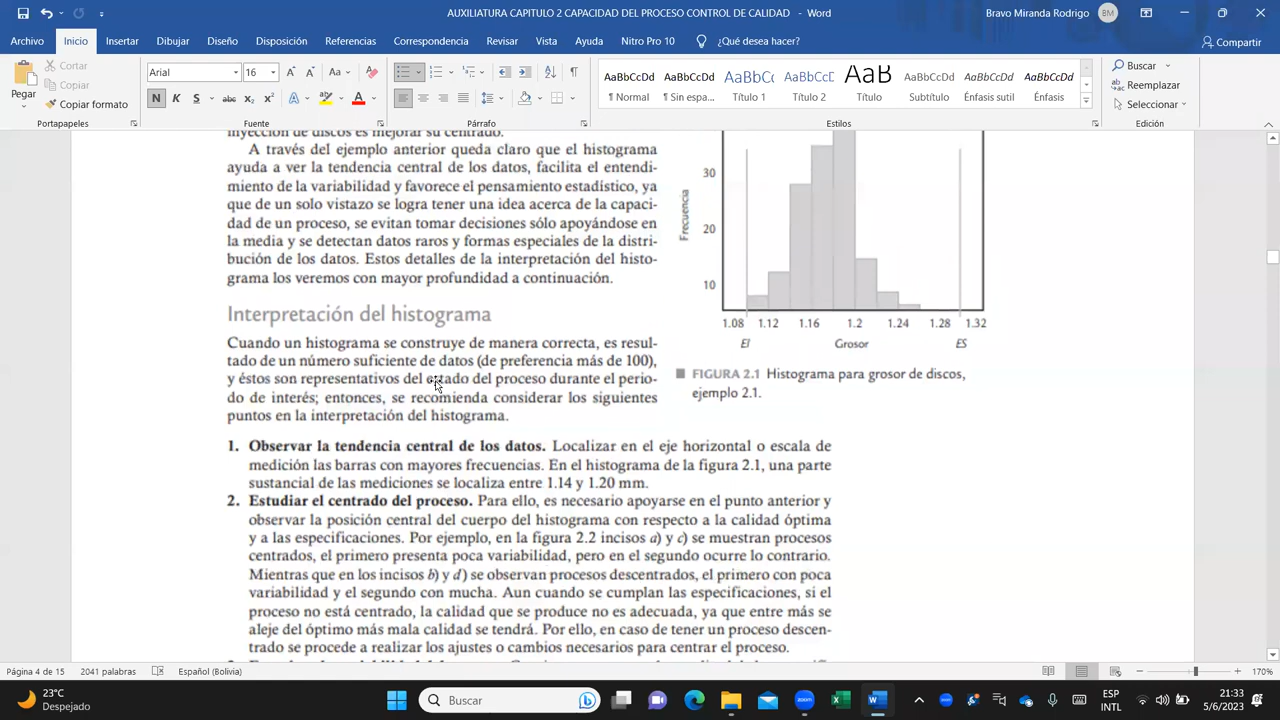 AUXILIATURA CAPITULO 2 CAPACIDAD DEL PROCESO CONTROL DE CALIDAD - Word
Bravo Miranda Rodrigo
BM
Archivo
Inicio
Insertar
Dibujar
Diseño
Disposición
Referencias
Correspondencia
Revisar
Vista
Ayuda
Nitro Pro 10
¿Qué desea hacer?
Compartir
Pegar
Cortar
Copiar
Copiar formato
Portapapeles
Arial
16
N K S abc x₂ x²
Fuente
Párrafo
AaBbCcDd
¶ Normal
AaBbCcDd
¶ Sin espa...
AaBbCc
Título 1
AaBbCcD
Título 2
AaB
Título
AaBbCcD
Subtítulo
AaBbCcDd
Énfasis sutil
AaBbCcDd
Énfasis
Estilos
Buscar
Reemplazar
Seleccionar
Edición
inyección de discos es mejorar su centrado.
A través del ejemplo anterior queda claro que el histograma
ayuda a ver la tendencia central de los datos, facilita el entendi-
miento de la variabilidad y favorece el pensamiento estadístico, ya
que de un solo vistazo se logra tener una idea acerca de la capaci-
dad de un proceso, se evitan tomar decisiones sólo apoyándose en
la media y se detectan datos raros y formas especiales de la distri-
bución de los datos. Estos detalles de la interpretación del histo-
grama los veremos con mayor profundidad a continuación.
Interpretación del histograma
Cuando un histograma se construye de manera correcta, es resul-
tado de un número suficiente de datos (de preferencia más de 100),
y éstos son representativos del estado del proceso durante el perio-
do de interés; entonces, se recomienda considerar los siguientes
puntos en la interpretación del histograma.
Frecuencia
30
20
10
1.08 1.12 1.16 1.2 1.24 1.28 1.32
EI Grosor ES
FIGURA 2.1 Histograma para grosor de discos,
ejemplo 2.1.
1. Observar la tendencia central de los datos. Localizar en el eje horizontal o escala de
medición las barras con mayores frecuencias. En el histograma de la figura 2.1, una parte
sustancial de las mediciones se localiza entre 1.14 y 1.20 mm.
2. Estudiar el centrado del proceso. Para ello, es necesario apoyarse en el punto anterior y
observar la posición central del cuerpo del histograma con respecto a la calidad óptima
y a las especificaciones. Por ejemplo, en la figura 2.2 incisos a) y c) se muestran procesos
centrados, el primero presenta poca variabilidad, pero en el segundo ocurre lo contrario.
Mientras que en los incisos b) y d) se observan procesos descentrados, el primero con poca
variabilidad y el segundo con mucha. Aun cuando se cumplan las especificaciones, si el
proceso no está centrado, la calidad que se produce no es adecuada, ya que entre más se
aleje del óptimo más mala calidad se tendrá. Por ello, en caso de tener un proceso descen-
trado se procede a realizar los ajustes o cambios necesarios para centrar el proceso.
Página 4 de 15
2041 palabras
Español (Bolivia)
170%
23°C
Despejado
Buscar
ESP
INTL
21:33
5/6/2023